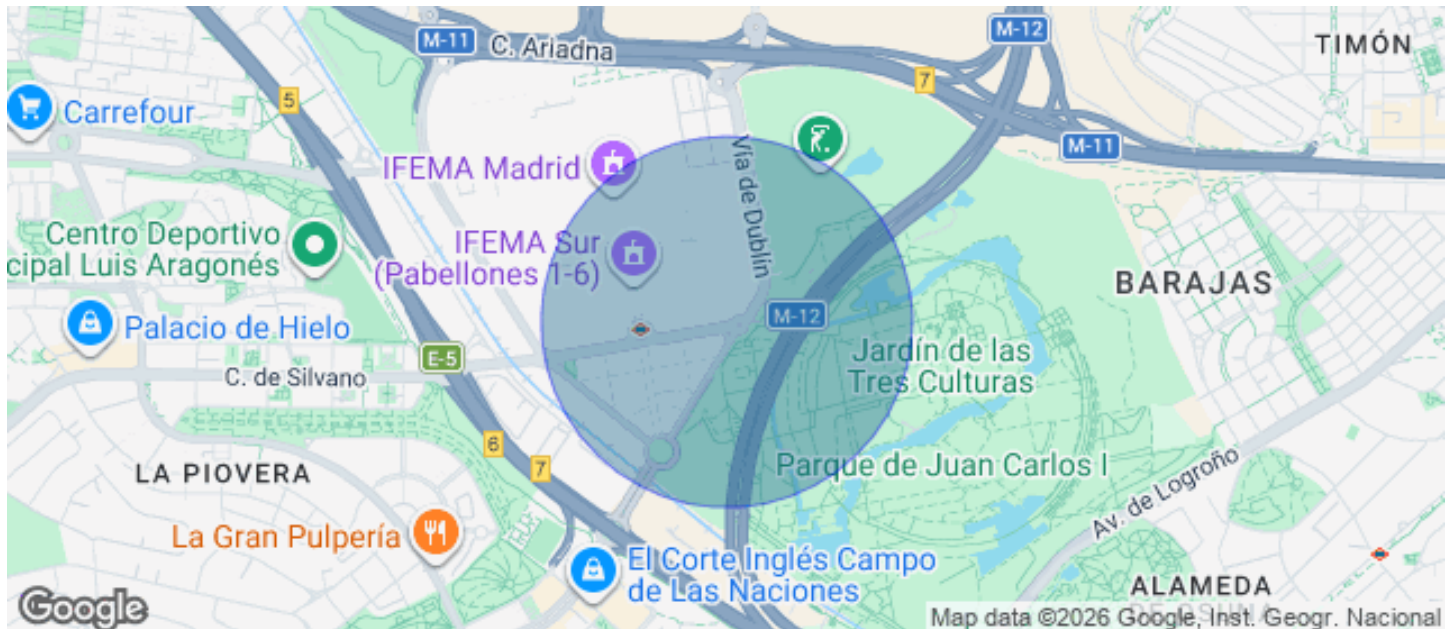 M-11
C. Ariadna
M-12
TIMÓN
7
5
Carrefour
IFEMA Madrid
Vía de Dublín
M-11
Centro Deportivo
cipal Luis Aragonés
IFEMA Sur
(Pabellones 1-6)
BARAJAS
Palacio de Hielo
M-12
E-5
C. de Silvano
Jardín de las
Tres Culturas
6
7
LA PIOVERA
Parque de Juan Carlos I
Av. de Logroño
La Gran Pulpería
El Corte Inglés Campo
de Las Naciones
ALAMEDA
Google
Map data ©2026 Google, Inst. Geogr. Nacional